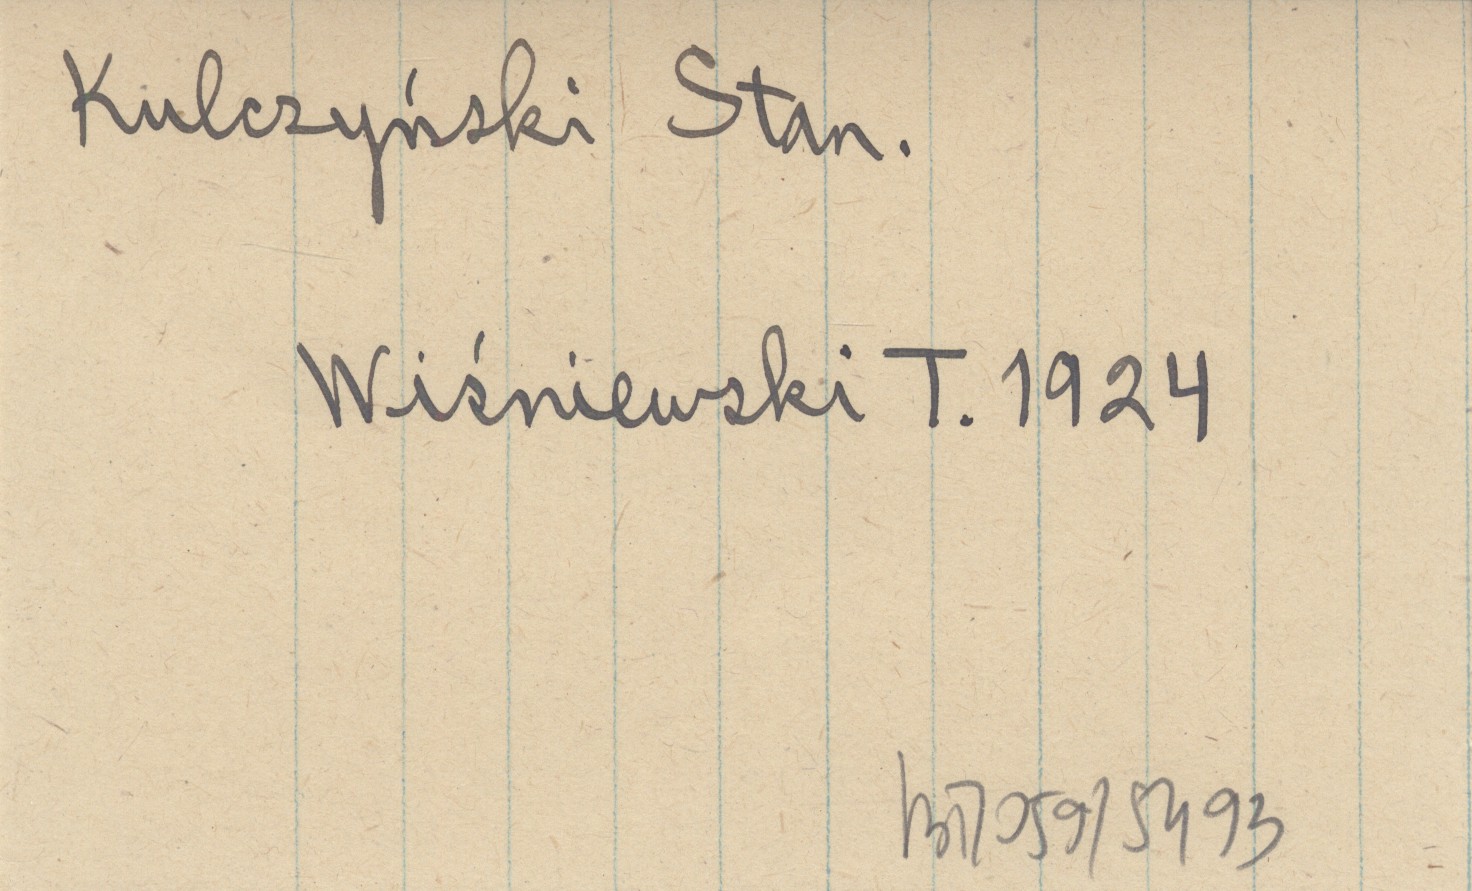 Kulczyński Stan.
Wiśniewski T. 1924